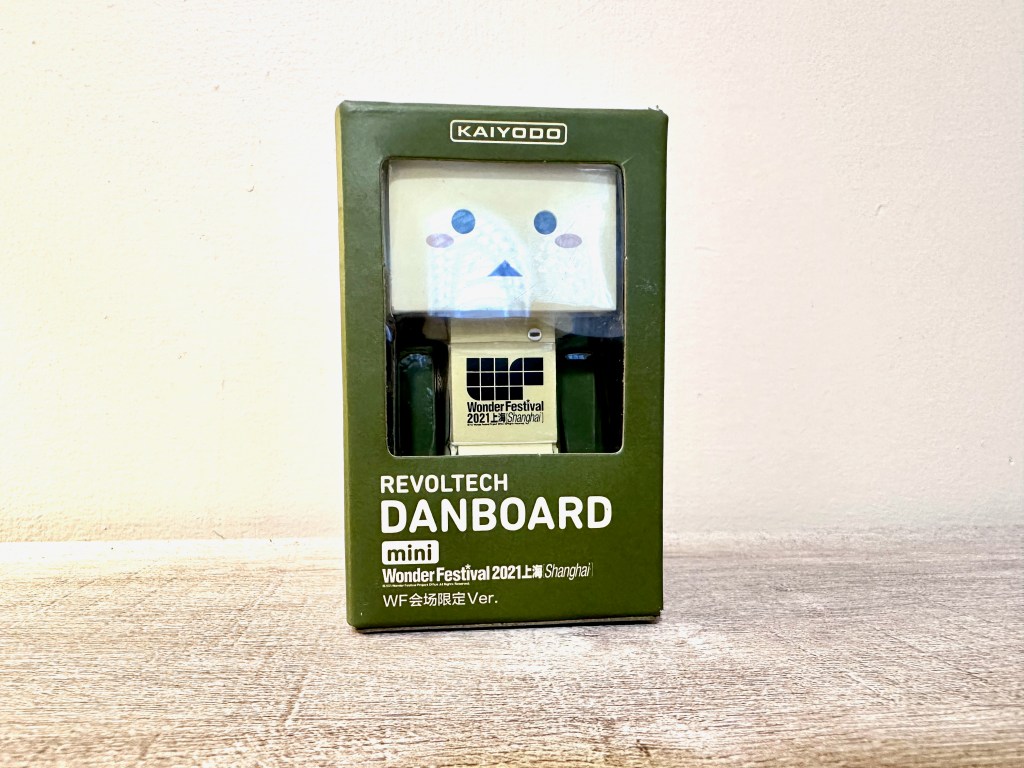 KAIYODO
WF
Wonder Festival
2021上海[Shanghai]
REVOLTECH
DANBOARD
mini
Wonder Festival 2021上海[Shanghai]
WF会场限定Ver.